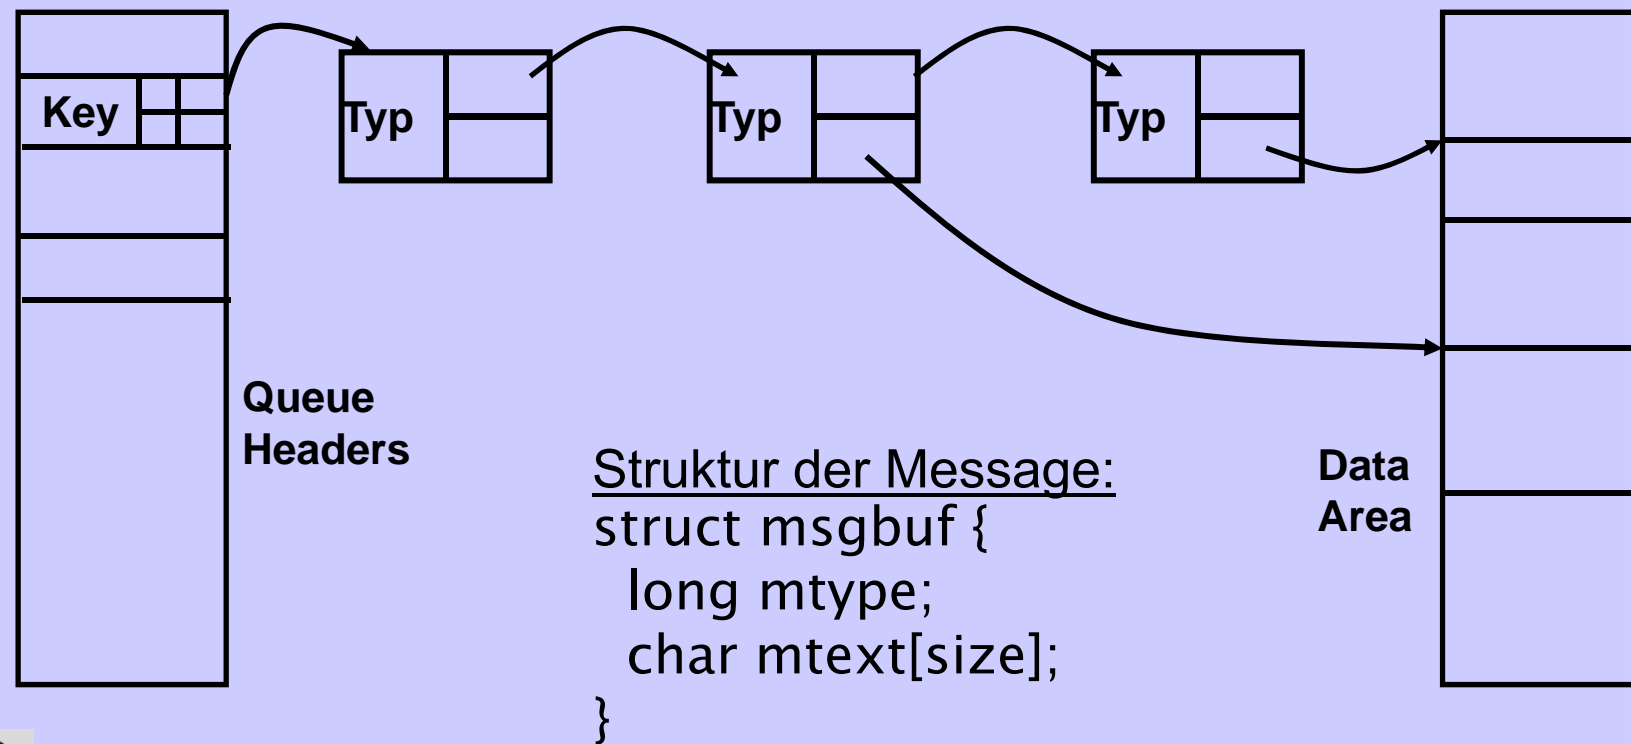 Key
Typ
Typ
Typ
Queue
Headers
Struktur der Message:
struct msgbuf {
long mtype;
char mtext[size];
}
Data
Area